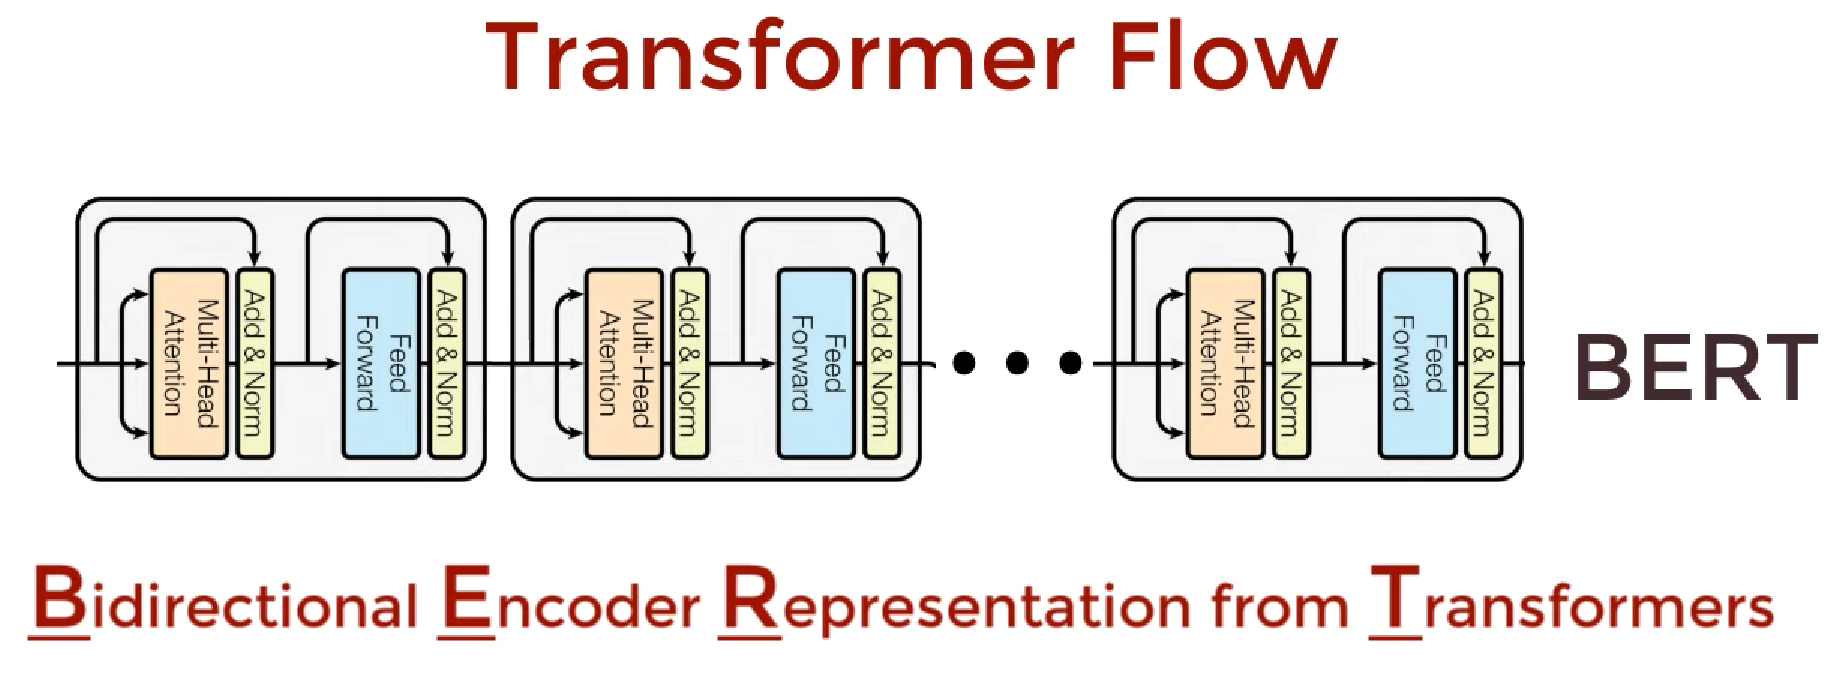 Transformer Flow
Multi-Head
Attention
Add & Norm
Feed
Forward
Add & Norm
Multi-Head
Attention
Add & Norm
Feed
Forward
Add & Norm
Multi-Head
Attention
Add & Norm
Feed
Forward
Add & Norm
BERT
Bidirectional Encoder Representation from Transformers